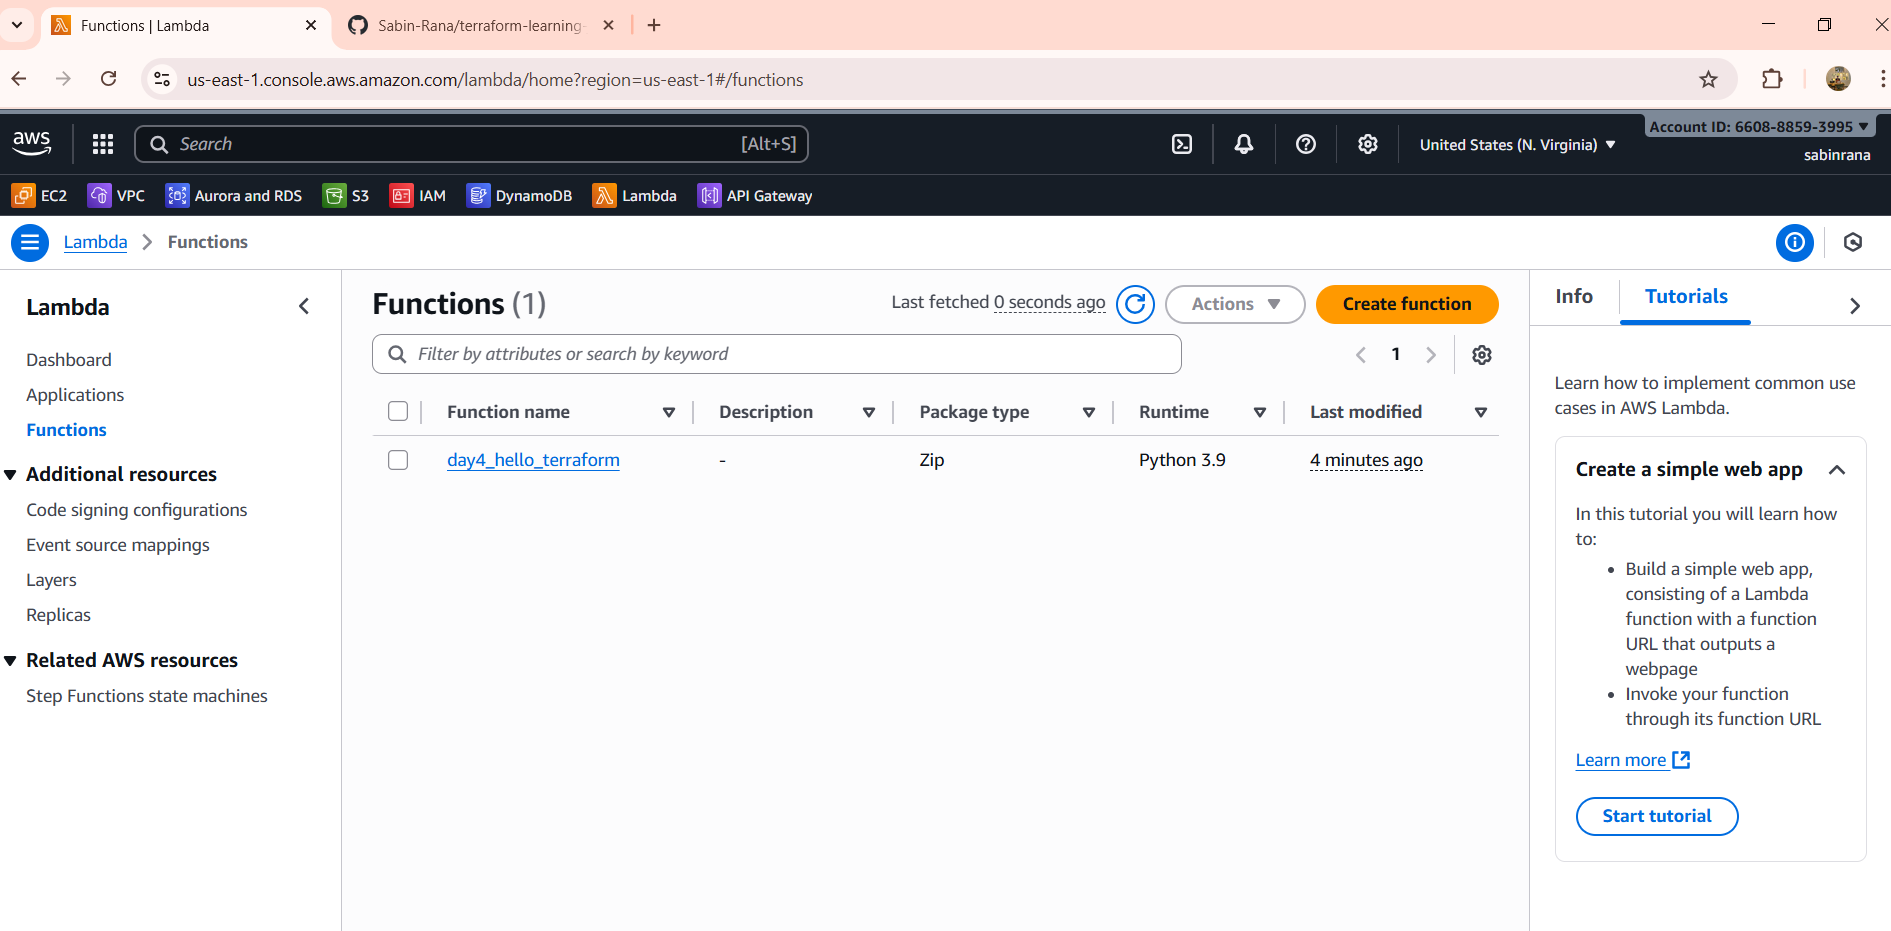 Functions | Lambda
Sabin-Rana/terraform-learning-
us-east-1.console.aws.amazon.com/lambda/home?region=us-east-1#/functions
aws
Search
[Alt+S]
United States (N. Virginia)
Account ID: 6608-8859-3995
sabinrana
EC2
VPC
Aurora and RDS
S3
IAM
DynamoDB
Lambda
API Gateway
Lambda
Functions
Lambda
Dashboard
Applications
Functions
Additional resources
Code signing configurations
Event source mappings
Layers
Replicas
Related AWS resources
Step Functions state machines
Functions (1)
Last fetched 0 seconds ago
Actions
Create function
Filter by attributes or search by keyword
1
Function name
Description
Package type
Runtime
Last modified
day4_hello_terraform
-
Zip
Python 3.9
4 minutes ago
Info
Tutorials
Learn how to implement common use
cases in AWS Lambda.
Create a simple web app
In this tutorial you will learn how
to:
• Build a simple web app,
consisting of a Lambda
function with a function
URL that outputs a
webpage
• Invoke your function
through its function URL
Learn more
Start tutorial